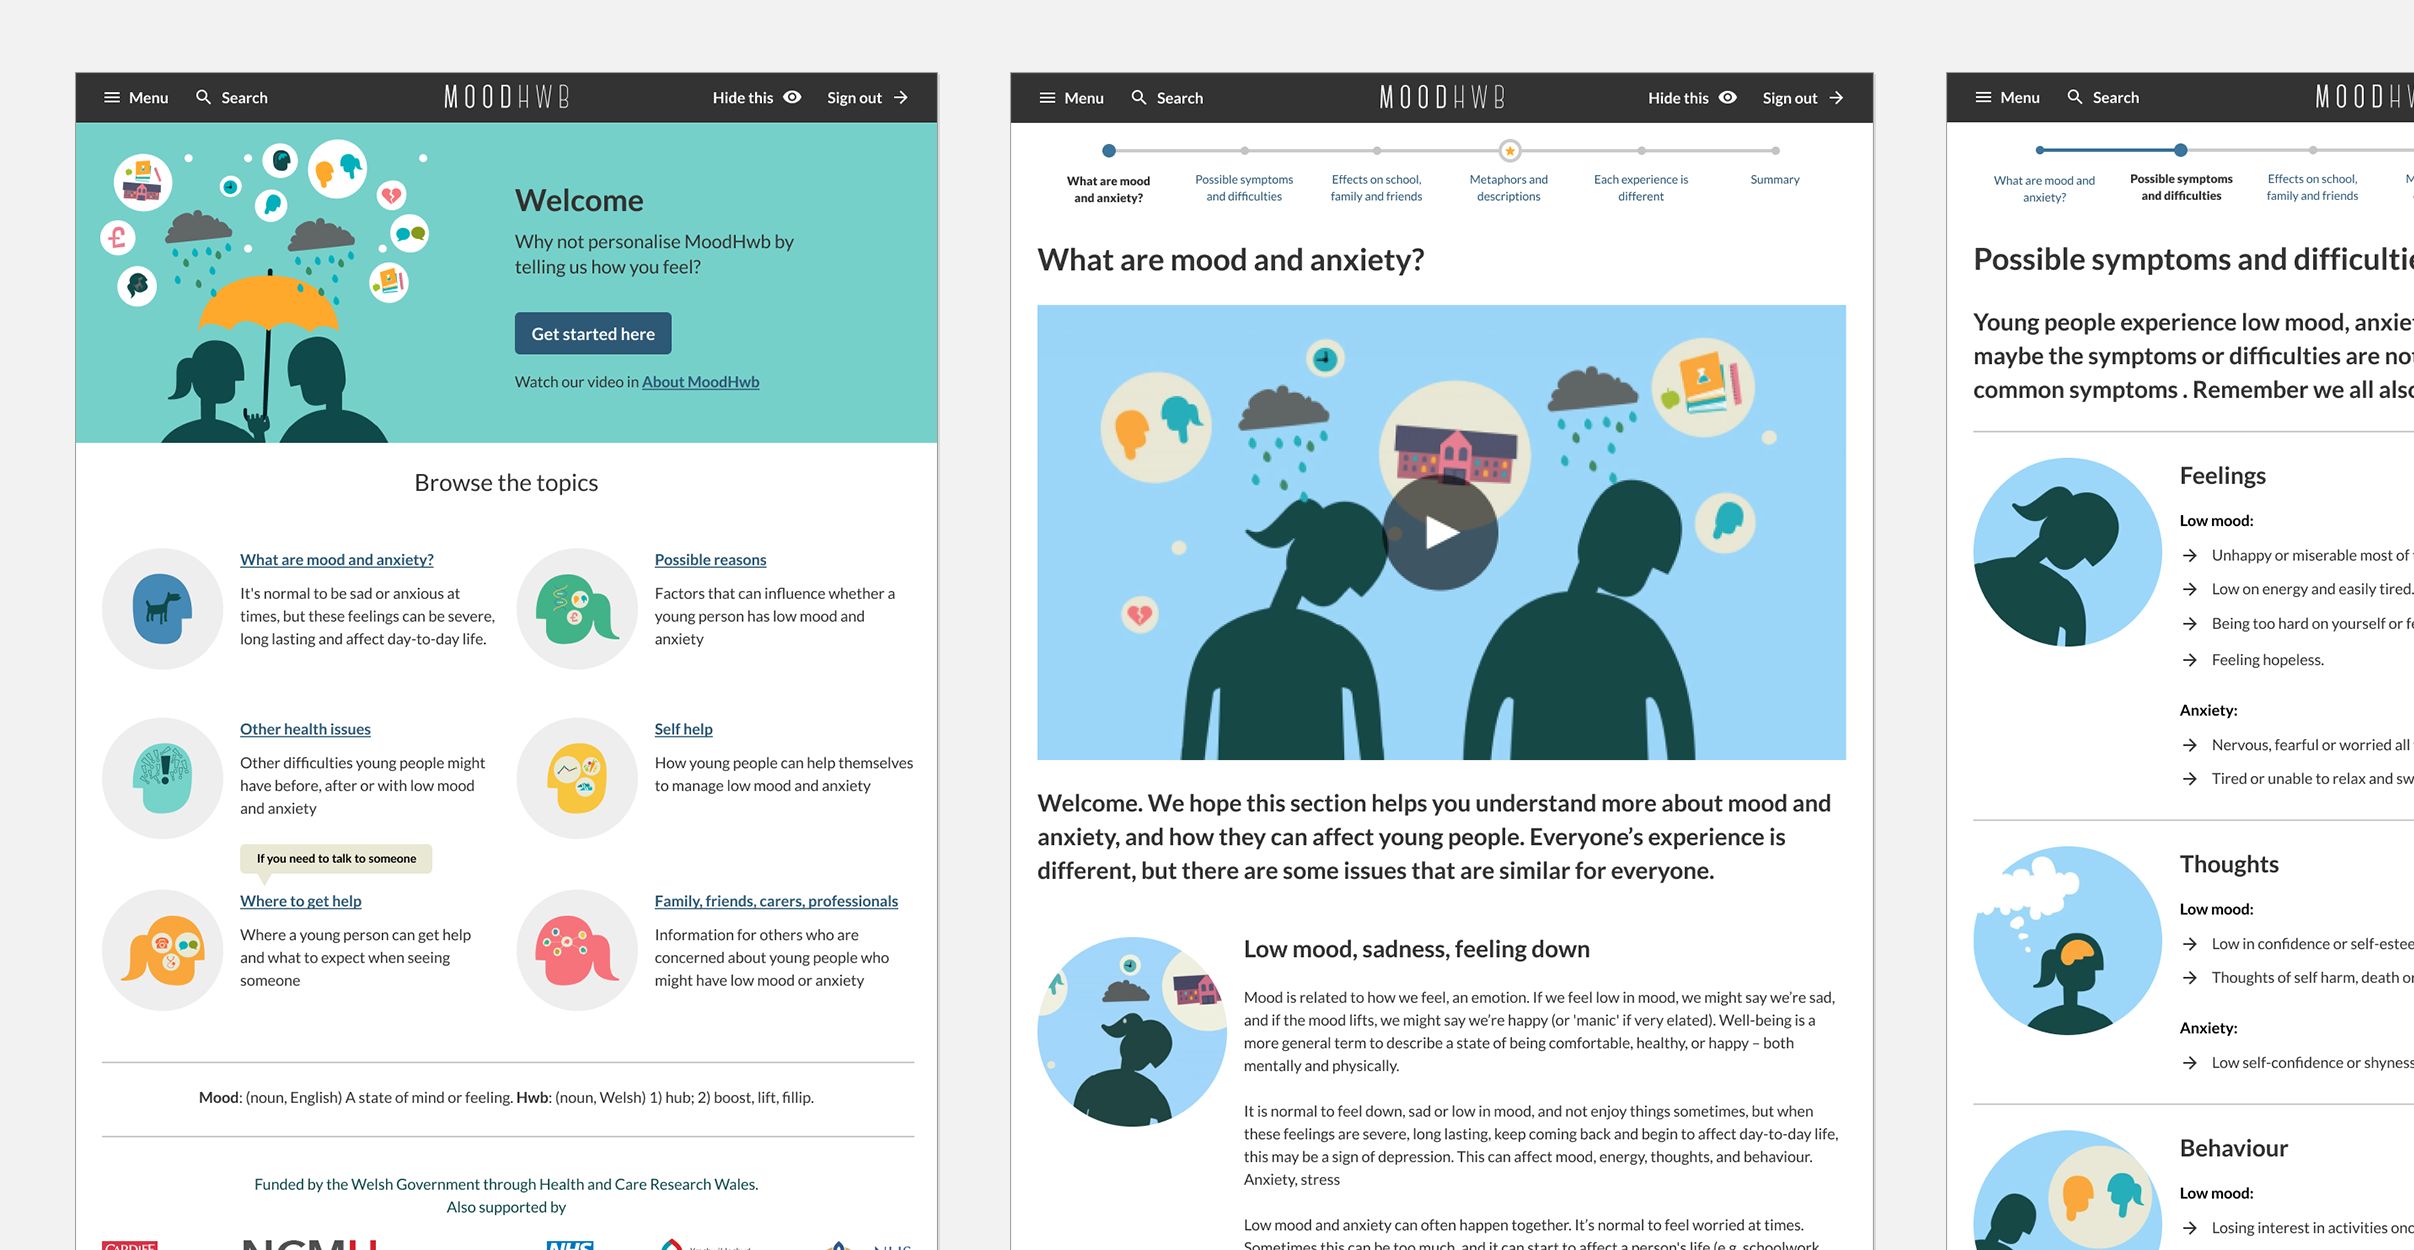 Menu Search MOODHWB Hide this Sign out
Welcome
Why not personalise MoodHwb by
telling us how you feel?
Get started here
Watch our video in About MoodHwb
Browse the topics
What are mood and anxiety?
It's normal to be sad or anxious at
times, but these feelings can be severe,
long lasting and affect day-to-day life.
Possible reasons
Factors that can influence whether a
young person has low mood and
anxiety
Other health issues
Other difficulties young people might
have before, after or with low mood
and anxiety
Self help
How young people can help themselves
to manage low mood and anxiety
If you need to talk to someone
Where to get help
Where a young person can get help
and what to expect when seeing
someone
Family, friends, carers, professionals
Information for others who are
concerned about young people who
might have low mood or anxiety
Mood: (noun, English) A state of mind or feeling. Hwb: (noun, Welsh) 1) hub; 2) boost, lift, fillip.
Funded by the Welsh Government through Health and Care Research Wales.
Also supported by
CARDIFF NCMH NHS
Menu Search MOODHWB Hide this Sign out
What are mood
and anxiety?
Possible symptoms
and difficulties
Effects on school,
family and friends
Metaphors and
descriptions
Each experience is
different
Summary
What are mood and anxiety?
Welcome. We hope this section helps you understand more about mood and
anxiety, and how they can affect young people. Everyone’s experience is
different, but there are some issues that are similar for everyone.
Low mood, sadness, feeling down
Mood is related to how we feel, an emotion. If we feel low in mood, we might say we’re sad,
and if the mood lifts, we might say we’re happy (or 'manic' if very elated). Well-being is a
more general term to describe a state of being comfortable, healthy, or happy – both
mentally and physically.
It is normal to feel down, sad or low in mood, and not enjoy things sometimes, but when
these feelings are severe, long lasting, keep coming back and begin to affect day-to-day life,
this may be a sign of depression. This can affect mood, energy, thoughts, and behaviour.
Anxiety, stress
Low mood and anxiety can often happen together. It’s normal to feel worried at times.
Sometimes this can be too much, and it can start to affect a person's life (e.g. schoolwork,
Menu Search MOODH
What are mood and
anxiety?
Possible symptoms
and difficulties
Effects on school,
family and friends
M
Possible symptoms and difficultie
Young people experience low mood, anxie
maybe the symptoms or difficulties are not
common symptoms . Remember we all also
Feelings
Low mood:
Unhappy or miserable most of
Low on energy and easily tired.
Being too hard on yourself or fe
Feeling hopeless.
Anxiety:
Nervous, fearful or worried all
Tired or unable to relax and sw
Thoughts
Low mood:
Low in confidence or self-estee
Thoughts of self harm, death or
Anxiety:
Low self-confidence or shyness
Behaviour
Low mood:
Losing interest in activities onc